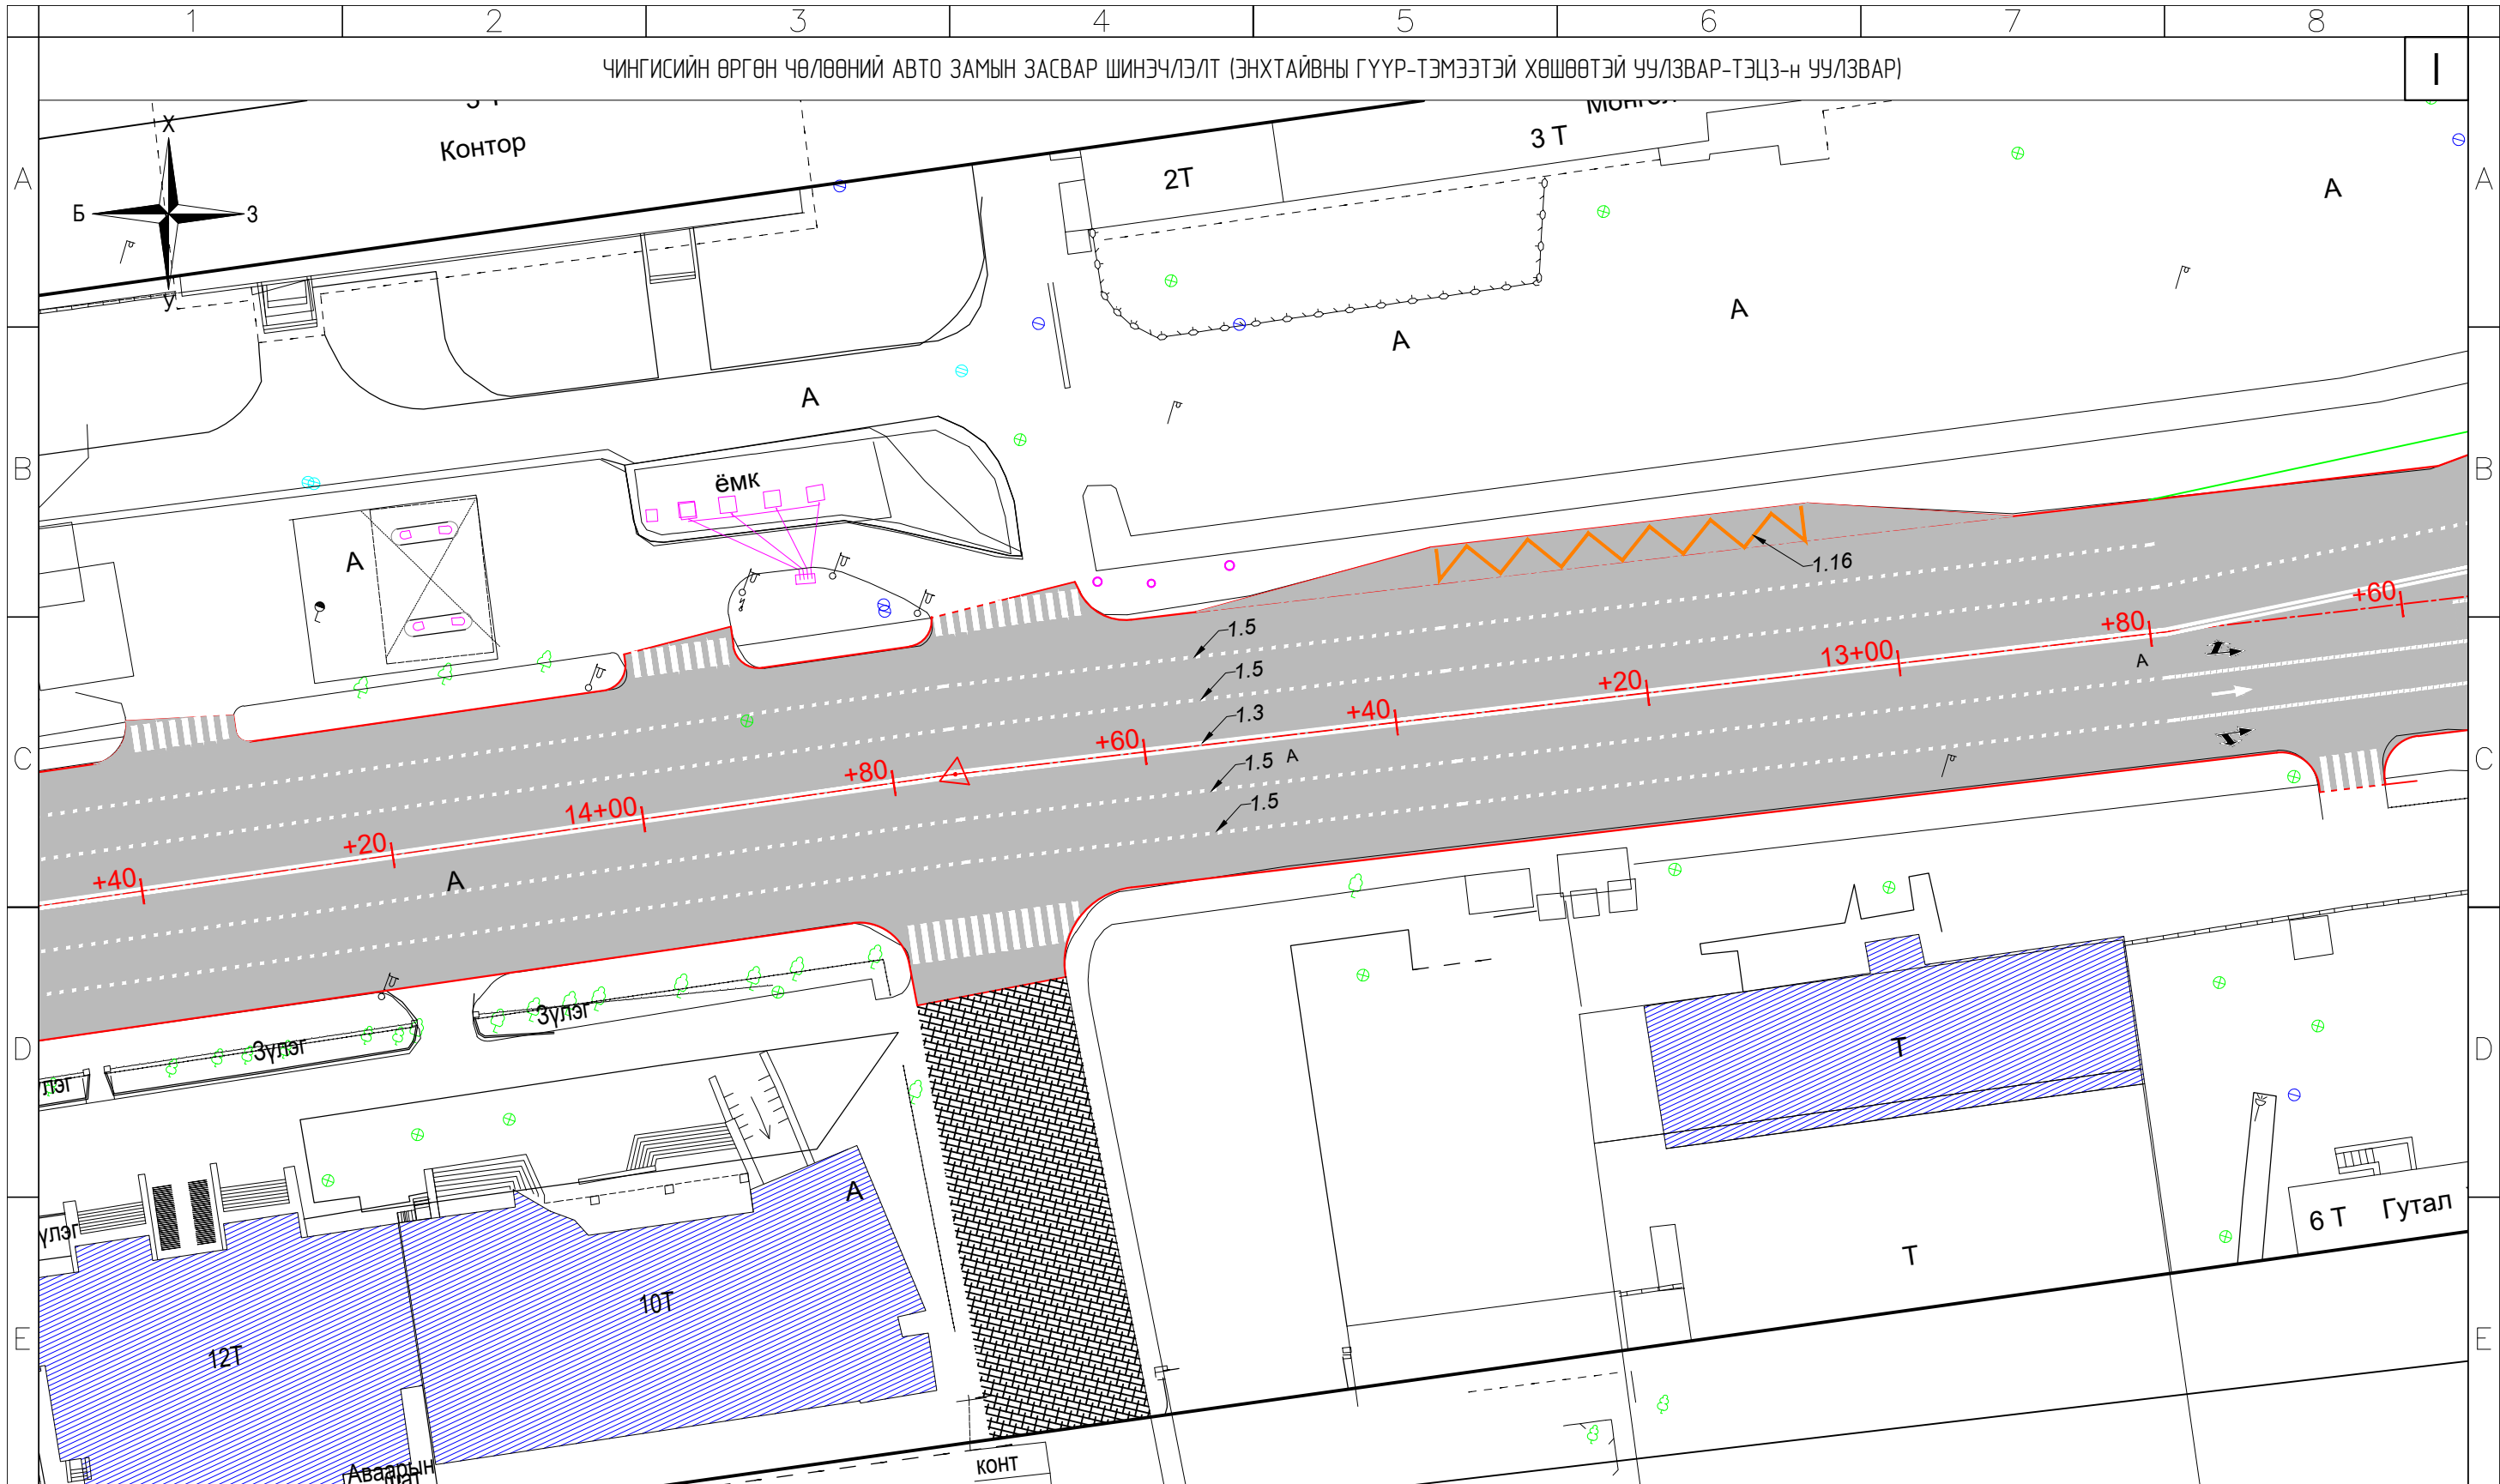 1 2 3 4 5 6 7 8
ЧИНГИСИЙН ӨРГӨН ЧӨЛӨӨНИЙ АВТО ЗАМЫН ЗАСВАР ШИНЭЧЛЭЛТ (ЭНХТАЙВНЫ ГҮҮР-ТЭМЭЭТЭЙ ХӨШӨӨТЭЙ УУЛЗВАР-ТЭЦ3-н УУЛЗВАР)
I
Х
Б
З
У
Контор
2Т
3 Т
А
А
А
А
А
А
А
В
В
ёмк
А
1.16
1.5
1.5
1.3
1.5
А
1.5
+60
+80
А
13+00
+20
+40
+60
+80
14+00
+20
+40
С
С
А
D
D
Зүлэг
Зүлэг
лэг
Т
Т
үлэг
А
10Т
12Т
6 Т Гутал
Е
Е
Аваарын
конт